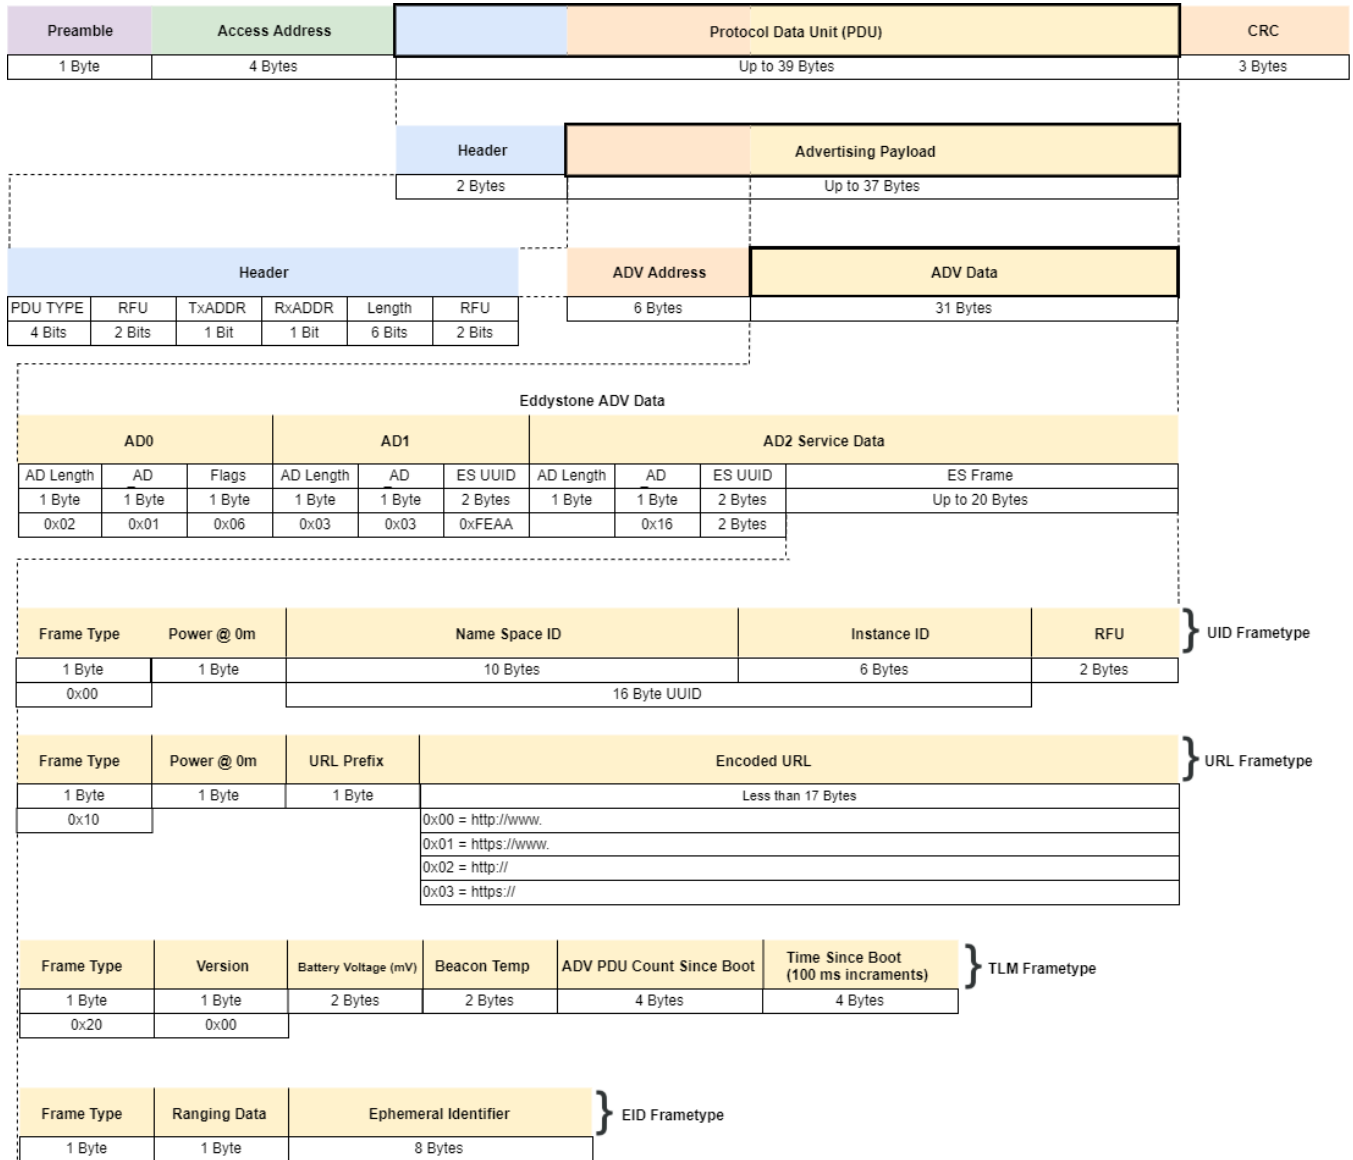 Preamble Access Address Protocol Data Unit (PDU) CRC
1 Byte 4 Bytes Up to 39 Bytes 3 Bytes
Header Advertising Payload
2 Bytes Up to 37 Bytes
Header ADV Address ADV Data
PDU TYPE RFU TxADDR RxADDR Length RFU 6 Bytes 31 Bytes
4 Bits 2 Bits 1 Bit 1 Bit 6 Bits 2 Bits
Eddystone ADV Data
AD0 AD1 AD2 Service Data
AD Length AD Flags AD Length AD ES UUID AD Length AD ES UUID ES Frame
1 Byte 1 Byte 1 Byte 1 Byte 1 Byte 2 Bytes 1 Byte 1 Byte 2 Bytes Up to 20 Bytes
0x02 0x01 0x06 0x03 0x03 0xFEAA 0x16 2 Bytes
Frame Type Power @ 0m Name Space ID Instance ID RFU } UID Frametype
1 Byte 1 Byte 10 Bytes 6 Bytes 2 Bytes
0x00 16 Byte UUID
Frame Type Power @ 0m URL Prefix Encoded URL } URL Frametype
1 Byte 1 Byte 1 Byte Less than 17 Bytes
0x10 0x00 = http://www.
0x01 = https://www.
0x02 = http://
0x03 = https://
Frame Type Version Battery Voltage (mV) Beacon Temp ADV PDU Count Since Boot Time Since Boot
(100 ms incraments) } TLM Frametype
1 Byte 1 Byte 2 Bytes 2 Bytes 4 Bytes 4 Bytes
0x20 0x00
Frame Type Ranging Data Ephemeral Identifier } EID Frametype
1 Byte 1 Byte 8 Bytes